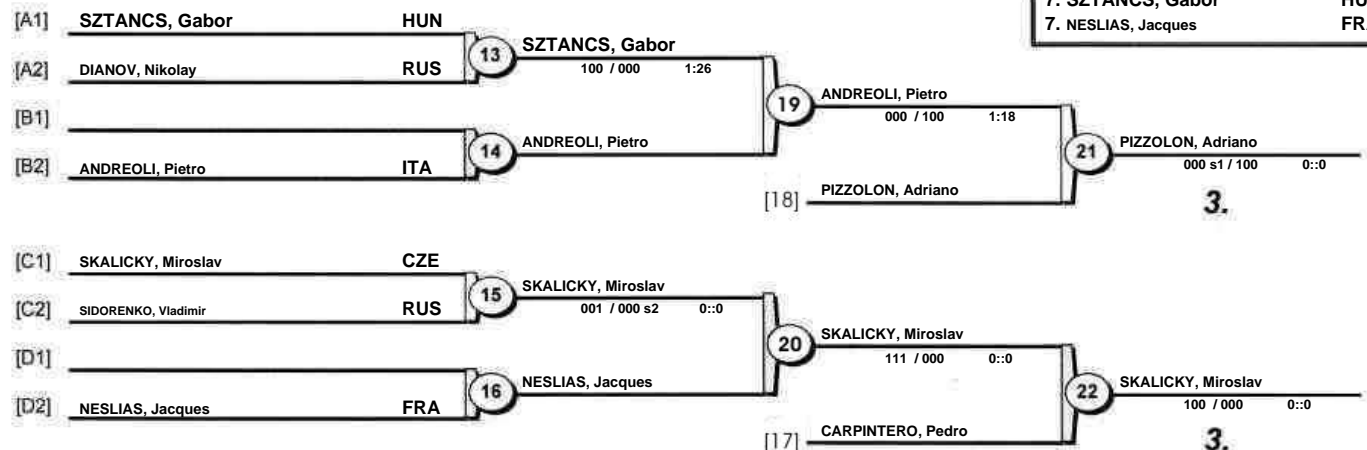 7. SZTANCS, Gabor
7. NESLIAS, Jacques FRA
[A1] SZTANCS, Gabor HUN
[A2] DIANOV, Nikolay RUS
13 SZTANCS, Gabor
100 / 000 1:26
[B1]
[B2] ANDREOLI, Pietro ITA
14 ANDREOLI, Pietro
19 ANDREOLI, Pietro
000 / 100 1:18
[18] PIZZOLON, Adriano
21 PIZZOLON, Adriano
000 s1 / 100 0::0
3.
[C1] SKALICKY, Miroslav CZE
[C2] SIDORENKO, Vladimir RUS
15 SKALICKY, Miroslav
001 / 000 s2 0::0
[D1]
[D2] NESLIAS, Jacques FRA
16 NESLIAS, Jacques
20 SKALICKY, Miroslav
111 / 000 0::0
[17] CARPINTERO, Pedro
22 SKALICKY, Miroslav
100 / 000 0::0
3.